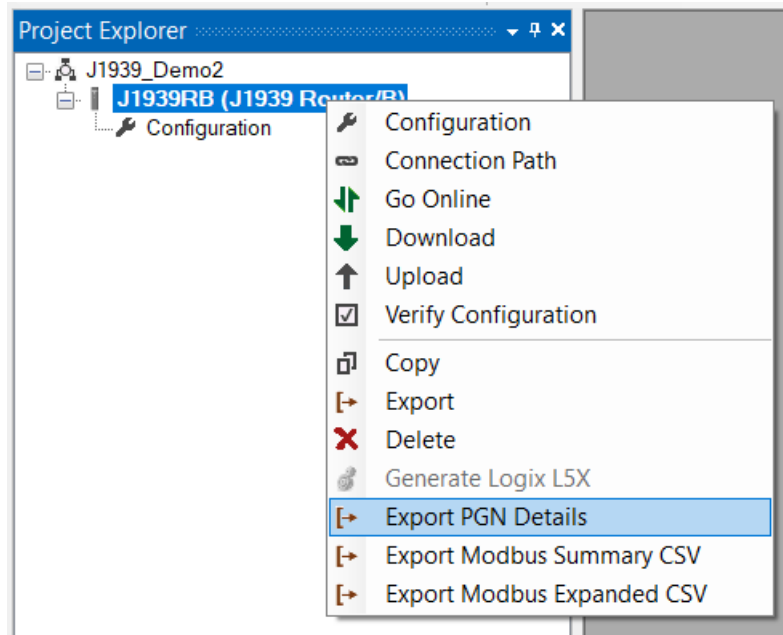 Project Explorer
J1939_Demo2
J1939RB (J1939 Router/B)
Configuration
Configuration
Connection Path
Go Online
Download
Upload
Verify Configuration
Copy
Export
Delete
Generate Logix L5X
Export PGN Details
Export Modbus Summary CSV
Export Modbus Expanded CSV